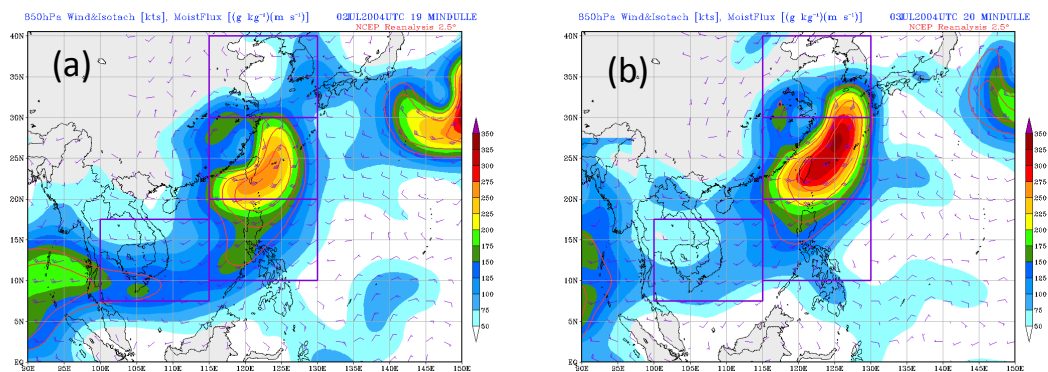 850hPa Wind&Isotach [kts], MoistFlux [(g kg⁻¹)(m s⁻¹)]
02JUL2004UTC 19 MINDULLE
NCEP Reanalysis 2.5°
(a)
40N
35N
30N
25N
20N
15N
10N
5N
EQ
90E 95E 100E 105E 110E 115E 120E 125E 130E 135E 140E 145E 150E
350
325
300
275
250
225
200
175
150
125
100
75
50
850hPa Wind&Isotach [kts], MoistFlux [(g kg⁻¹)(m s⁻¹)]
03JUL2004UTC 20 MINDULLE
NCEP Reanalysis 2.5°
(b)
40N
35N
30N
25N
20N
15N
10N
5N
EQ
90E 95E 100E 105E 110E 115E 120E 125E 130E 135E 140E 145E 150E
350
325
300
275
250
225
200
175
150
125
100
75
50